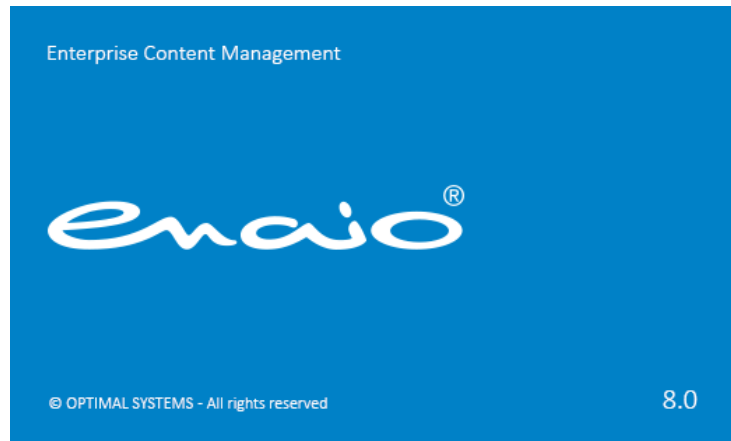 Enterprise Content Management
enaio®
© OPTIMAL SYSTEMS - All rights reserved
8.0